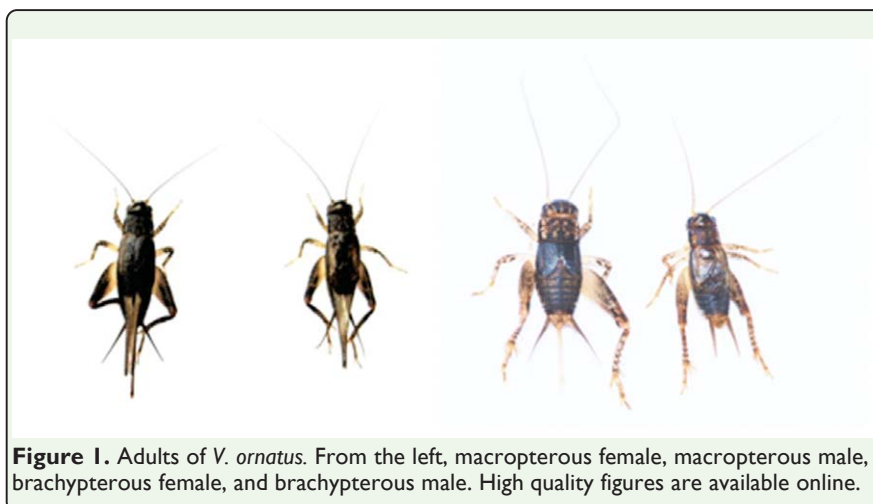 Figure 1. Adults of V. ornatus. From the left, macropterous female, macropterous male,
brachypterous female, and brachypterous male. High quality figures are available online.